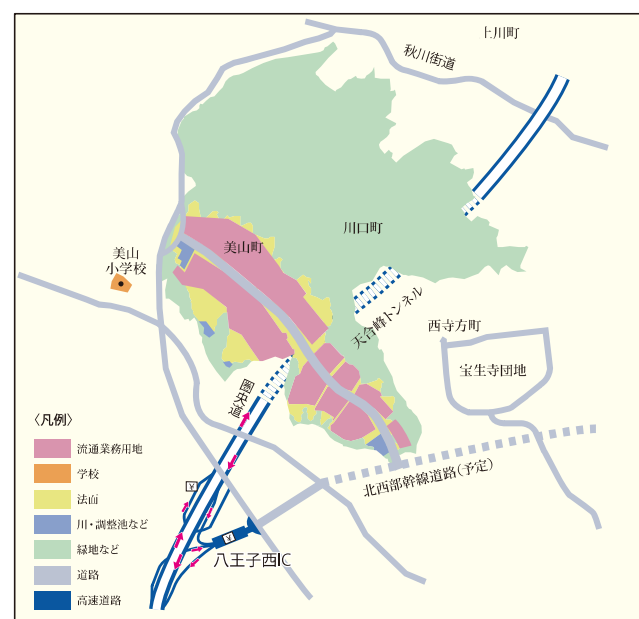 上川町
秋川街道
川口町
美山町
美山
小学校
天合峰トンネル
西寺方町
宝生寺団地
圏央道
〈凡例〉
流通業務用地
学校
法面
川・調整池など
緑地など
道路
高速道路
北西部幹線道路(予定)
八王子西IC